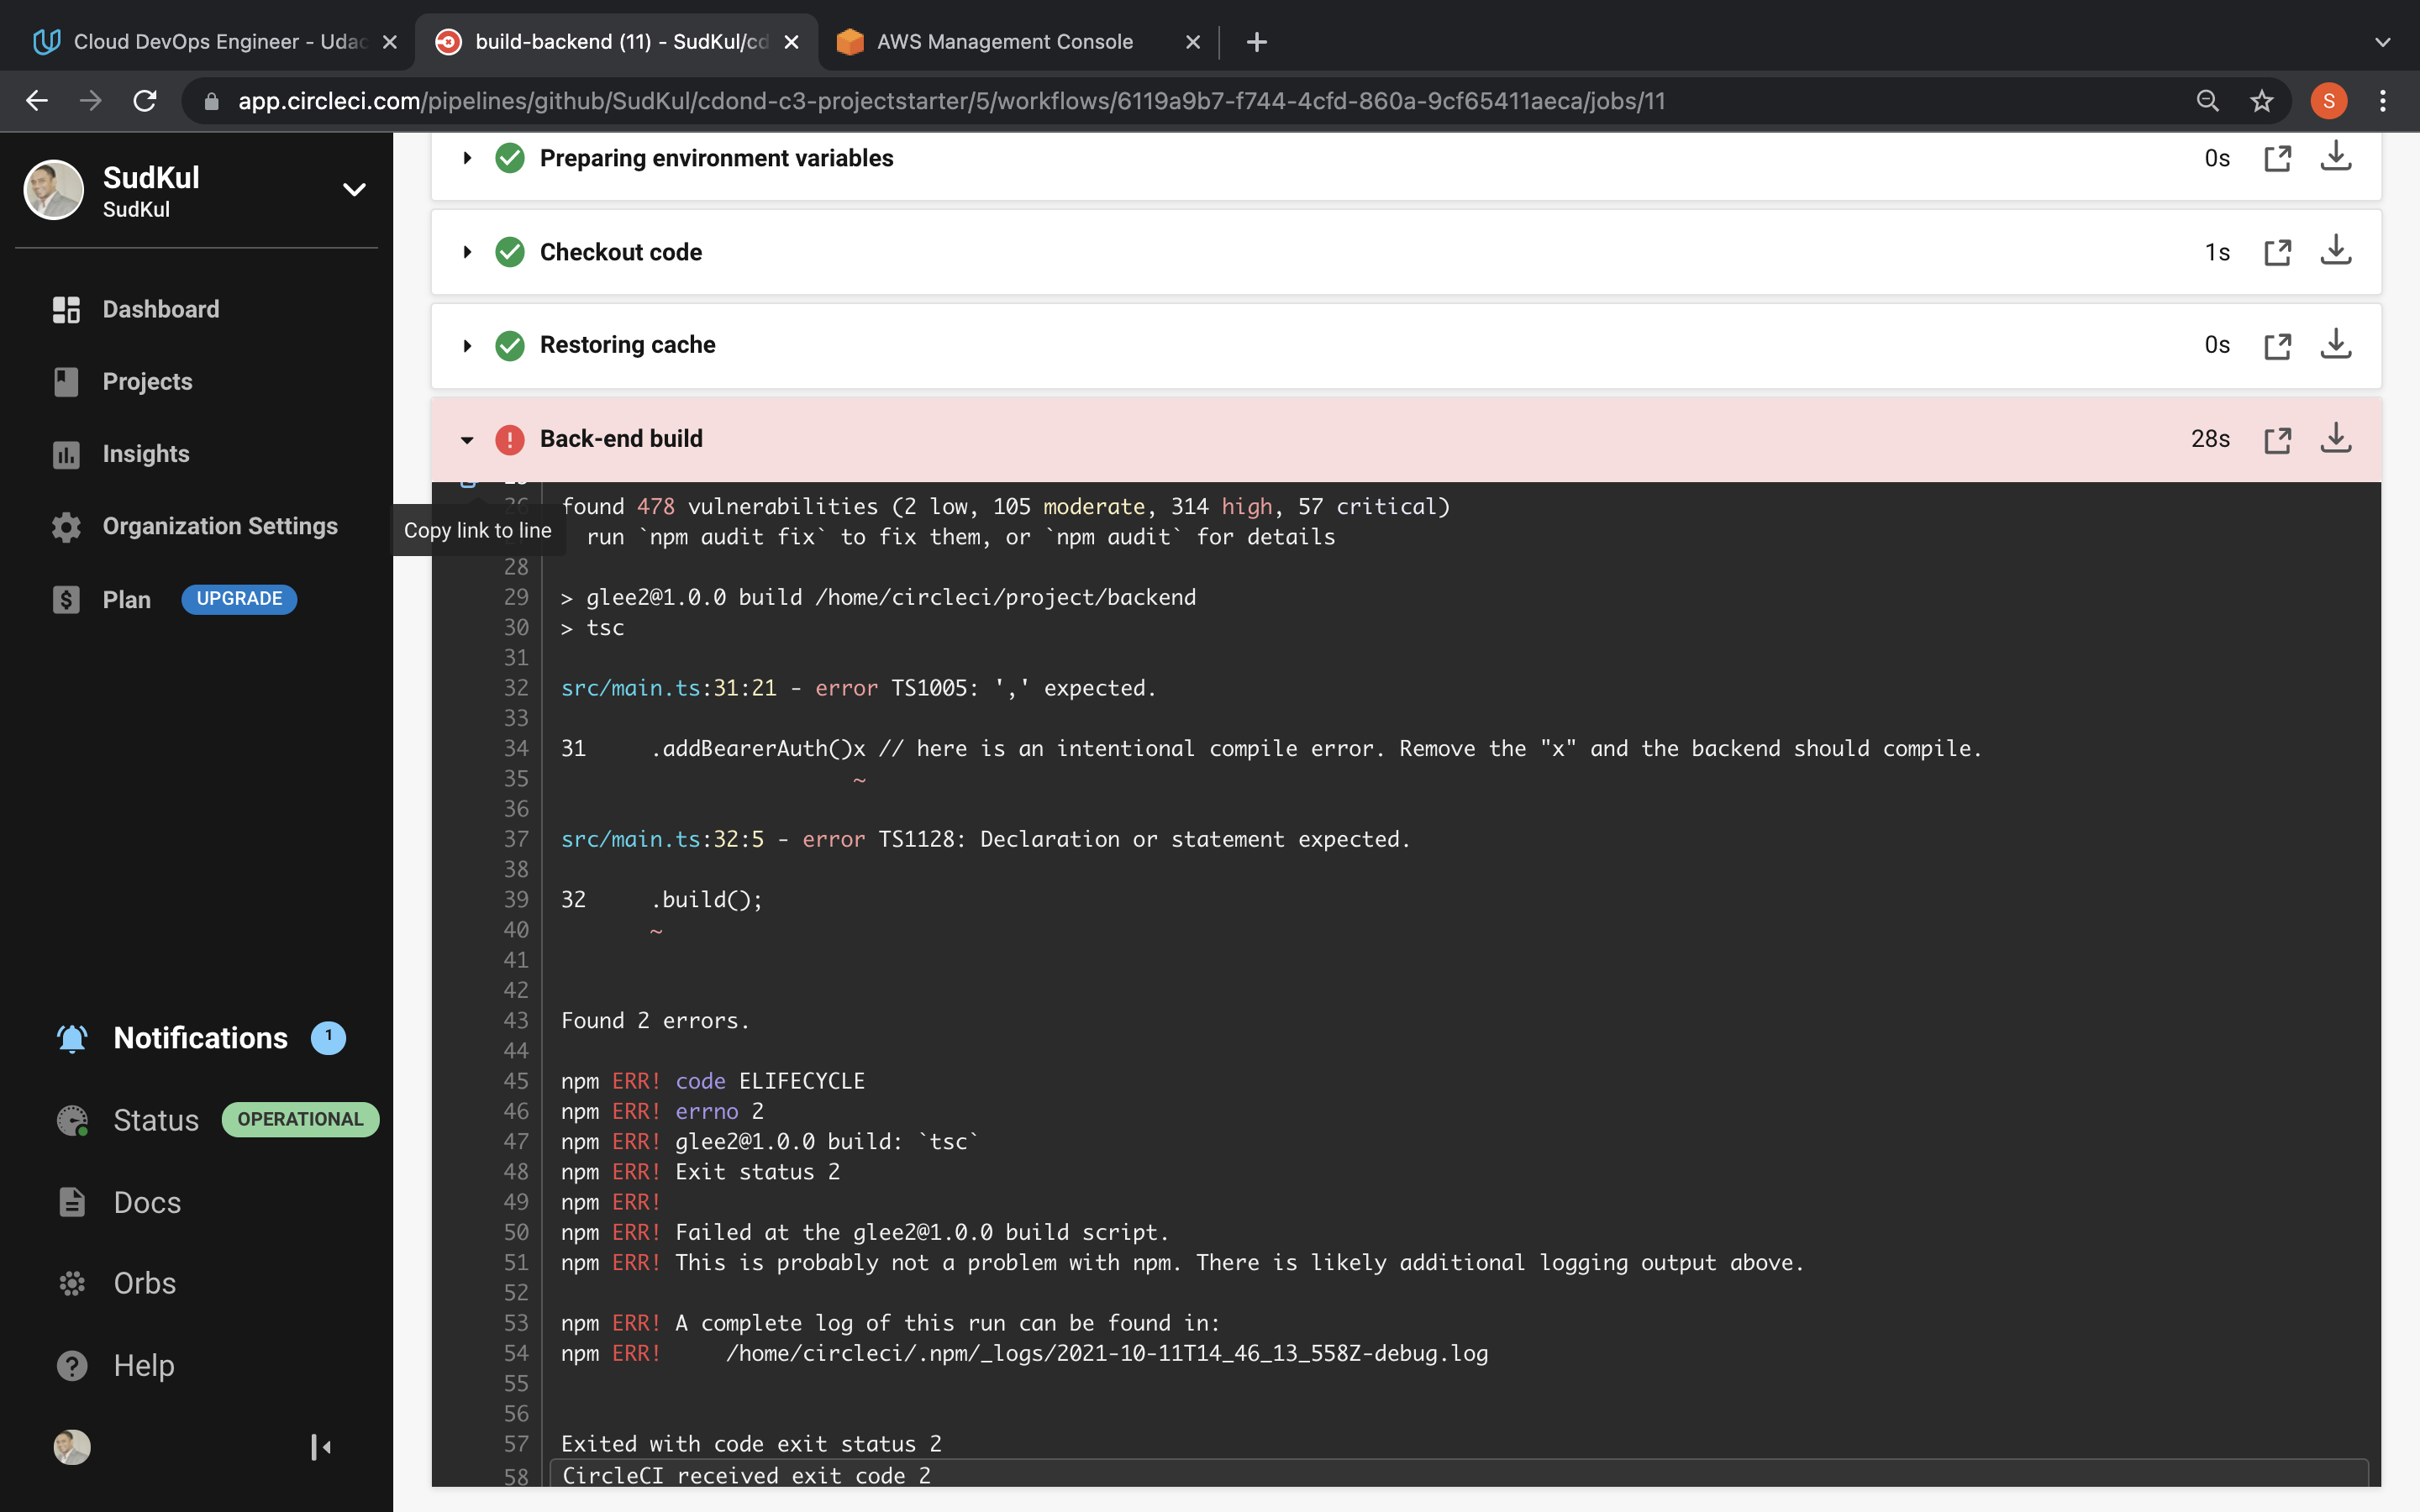 Cloud DevOps Engineer - Udac
build-backend (11) - SudKul/cd
AWS Management Console
app.circleci.com/pipelines/github/SudKul/cdond-c3-projectstarter/5/workflows/6119a9b7-f744-4cfd-860a-9cf65411aeca/jobs/11
S
SudKul
SudKul
Dashboard
Projects
Insights
Organization Settings
Plan UPGRADE
Notifications 1
Status OPERATIONAL
Docs
Orbs
Help
Preparing environment variables 0s
Checkout code 1s
Restoring cache 0s
Back-end build 28s
Copy link to line
26 found 478 vulnerabilities (2 low, 105 moderate, 314 high, 57 critical)
run `npm audit fix` to fix them, or `npm audit` for details
28
29 > glee2@1.0.0 build /home/circleci/project/backend
30 > tsc
31
32 src/main.ts:31:21 - error TS1005: ',' expected.
33
34 31 .addBearerAuth()x // here is an intentional compile error. Remove the "x" and the backend should compile.
35 ~
36
37 src/main.ts:32:5 - error TS1128: Declaration or statement expected.
38
39 32 .build();
40 ~
41
42
43 Found 2 errors.
44
45 npm ERR! code ELIFECYCLE
46 npm ERR! errno 2
47 npm ERR! glee2@1.0.0 build: `tsc`
48 npm ERR! Exit status 2
49 npm ERR!
50 npm ERR! Failed at the glee2@1.0.0 build script.
51 npm ERR! This is probably not a problem with npm. There is likely additional logging output above.
52
53 npm ERR! A complete log of this run can be found in:
54 npm ERR! /home/circleci/.npm/_logs/2021-10-11T14_46_13_558Z-debug.log
55
56
57 Exited with code exit status 2
58 CircleCI received exit code 2